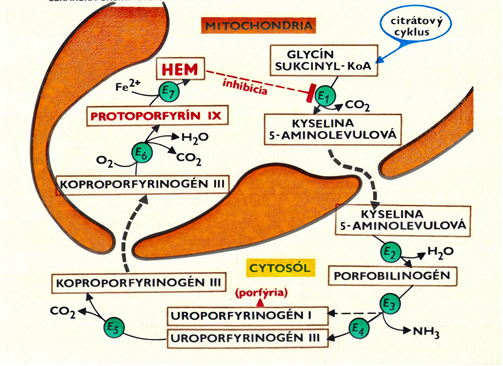 MITOCHONDRIA
citrátový
cyklus
GLYCÍN
SUKCINYL-KoA
HEM
inhibícia
E1
CO2
Fe2+
E7
PROTOPORFYRÍN IX
KYSELINA
5-AMINOLEVULOVÁ
H2O
E6
O2
CO2
KOPROPORFYRINOGÉN III
KYSELINA
5-AMINOLEVULOVÁ
E2
H2O
CYTOSÓL
PORFOBILINOGÉN
KOPROPORFYRINOGÉN III
(porfýria)
E3
CO2
UROPORFYRINOGÉN I
E5
E4
NH3
UROPORFYRINOGÉN III